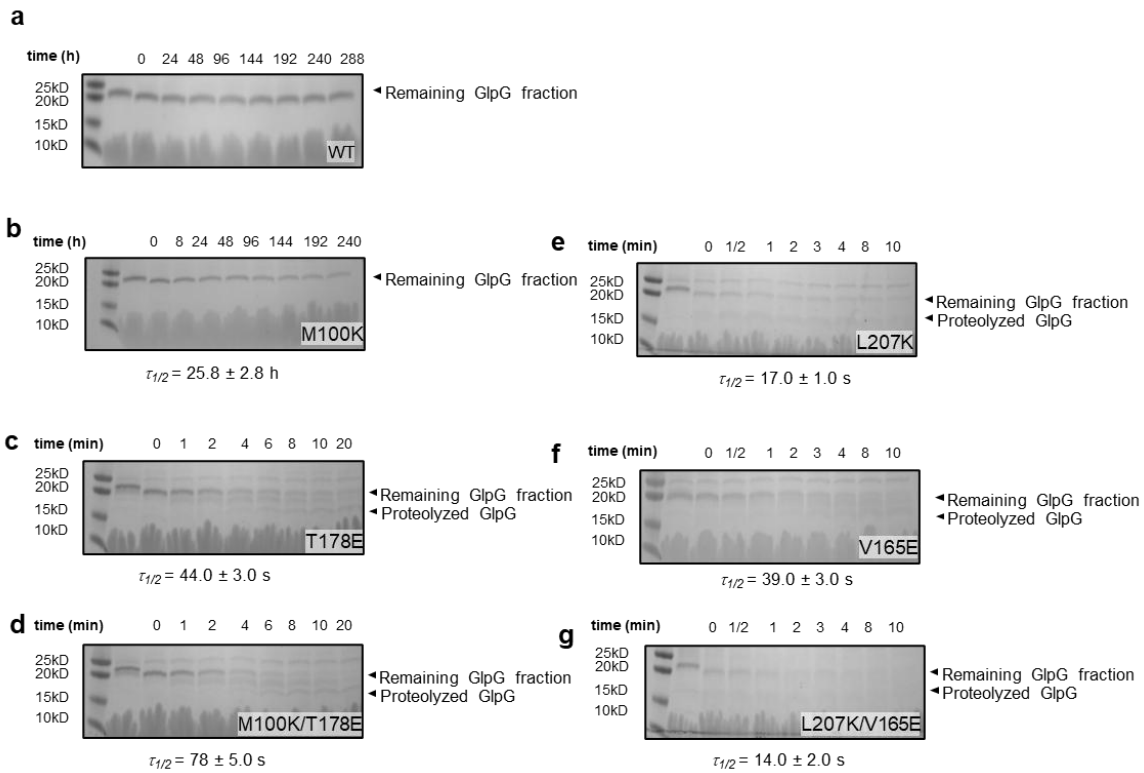 a
time (h) 0 24 48 96 144 192 240 288
25kD
20kD
15kD
10kD
Remaining GlpG fraction
WT
b
time (h) 0 8 24 48 96 144 192 240
25kD
20kD
15kD
10kD
Remaining GlpG fraction
M100K
τ1/2 = 25.8 ± 2.8 h
c
time (min) 0 1 2 4 6 8 10 20
25kD
20kD
15kD
10kD
Remaining GlpG fraction
Proteolyzed GlpG
T178E
τ1/2 = 44.0 ± 3.0 s
d
time (min) 0 1 2 4 6 8 10 20
25kD
20kD
15kD
10kD
Remaining GlpG fraction
Proteolyzed GlpG
M100K/T178E
τ1/2 = 78 ± 5.0 s
e
time (min) 0 1/2 1 2 3 4 8 10
25kD
20kD
15kD
10kD
Remaining GlpG fraction
Proteolyzed GlpG
L207K
τ1/2 = 17.0 ± 1.0 s
f
time (min) 0 1/2 1 2 3 4 8 10
25kD
20kD
15kD
10kD
Remaining GlpG fraction
Proteolyzed GlpG
V165E
τ1/2 = 39.0 ± 3.0 s
g
time (min) 0 1/2 1 2 3 4 8 10
25kD
20kD
15kD
10kD
Remaining GlpG fraction
Proteolyzed GlpG
L207K/V165E
τ1/2 = 14.0 ± 2.0 s